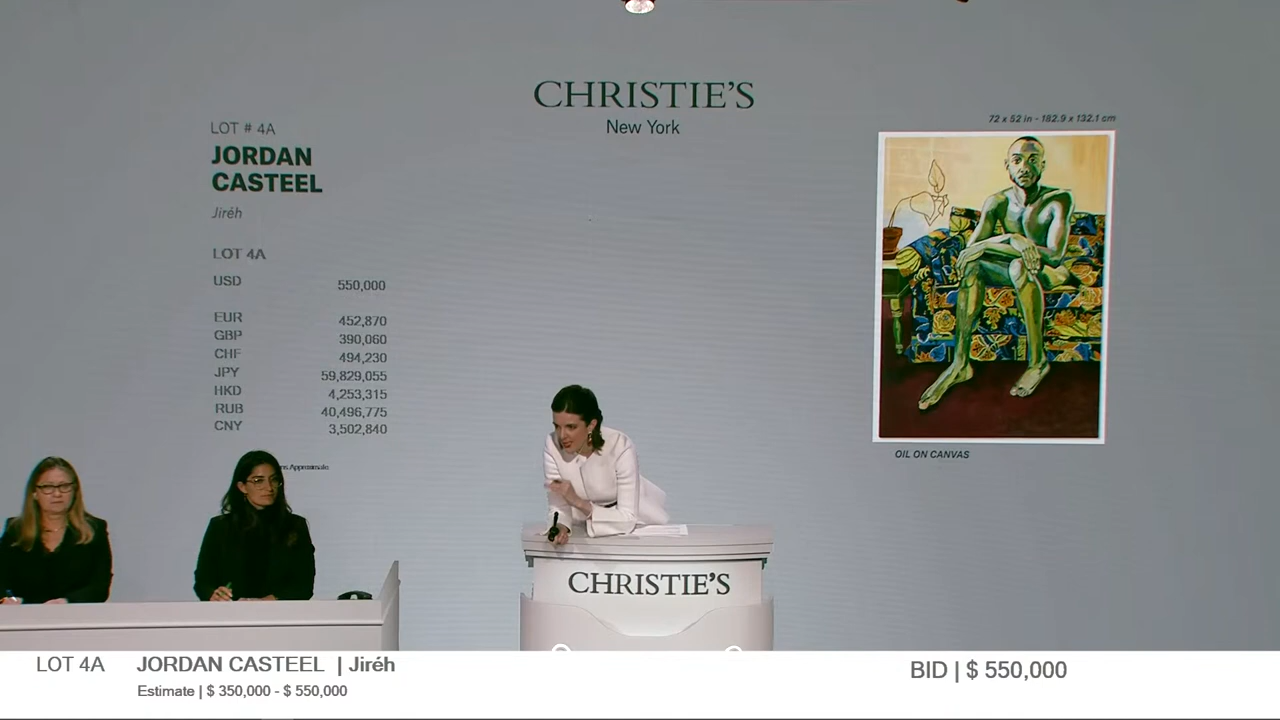 CHRISTIE'S
New York
LOT # 4A
JORDAN
CASTEEL
Jiréh
LOT 4A
USD 550,000
EUR 452,870
GBP 390,060
CHF 494,230
JPY 59,829,055
HKD 4,253,315
RUB 40,496,775
CNY 3,502,840
Approximate
72 x 52 in - 182.9 x 132.1 cm
OIL ON CANVAS
CHRISTIE'S
LOT 4A JORDAN CASTEEL | Jiréh
Estimate | $ 350,000 - $ 550,000
BID | $ 550,000